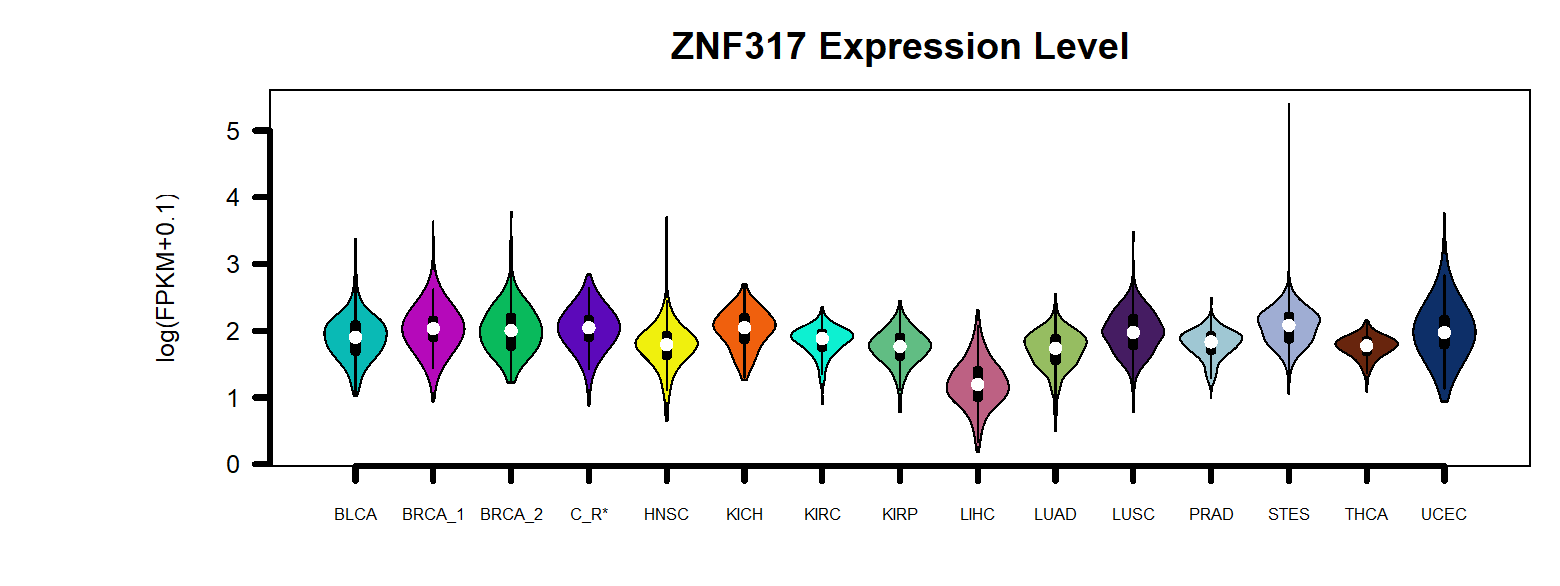 ZNF317 Expression Level
log(FPKM+0.1)
5
4
3
2
1
0
BLCA BRCA_1 BRCA_2 C_R* HNSC KICH KIRC KIRP LIHC LUAD LUSC PRAD STES THCA UCEC